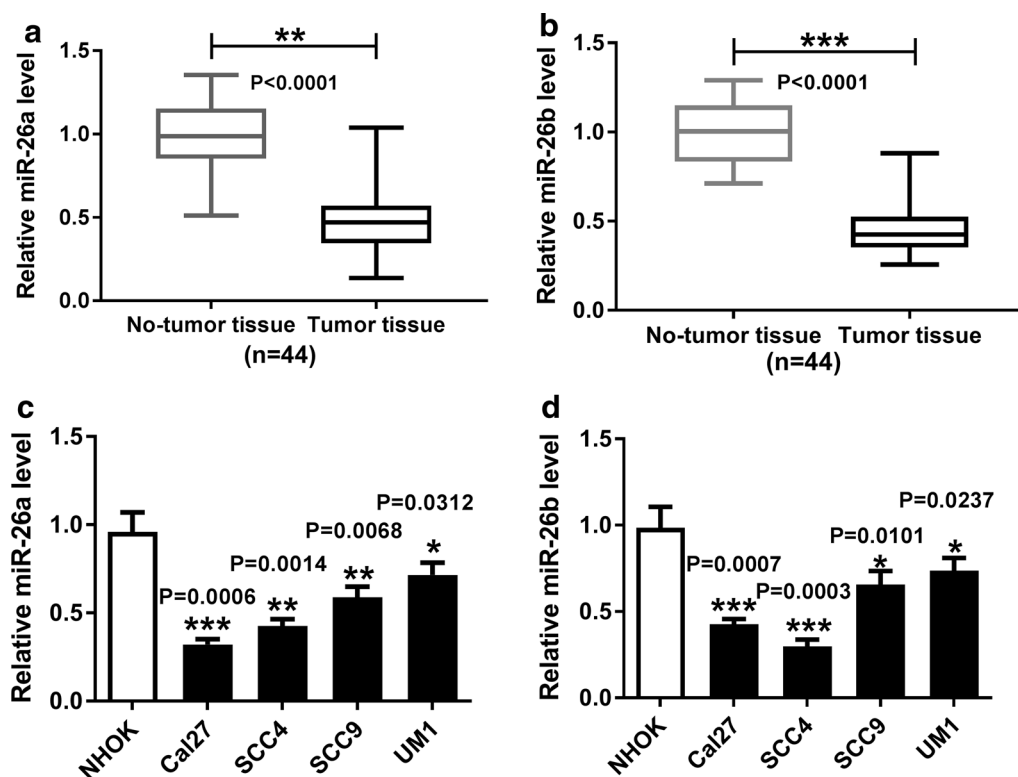 a
Relative miR-26a level
1.5
1.0
0.5
0.0
**
P<0.0001
No-tumor tissue
Tumor tissue
(n=44)
b
Relative miR-26b level
1.5
1.0
0.5
0.0
***
P<0.0001
No-tumor tissue
Tumor tissue
(n=44)
c
Relative miR-26a level
1.5
1.0
0.5
0.0
P=0.0006
***
P=0.0014
**
P=0.0068
**
P=0.0312
*
NHOK
Cal27
SCC4
SCC9
UM1
d
Relative miR-26b level
1.5
1.0
0.5
0.0
P=0.0007
***
P=0.0003
***
P=0.0101
*
P=0.0237
*
NHOK
Cal27
SCC4
SCC9
UM1